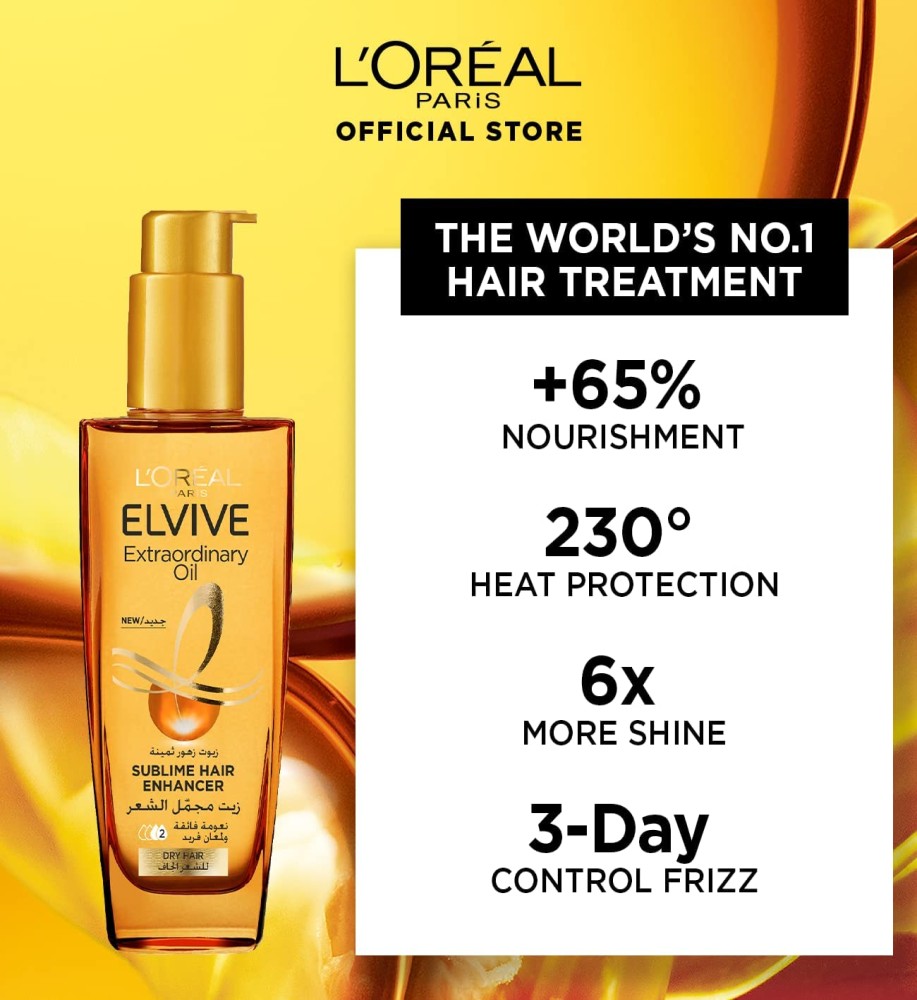 L'ORÉAL
PARiS
OFFICIAL STORE
THE WORLD'S NO.1
HAIR TREATMENT
+65%
NOURISHMENT
230°
HEAT PROTECTION
6x
MORE SHINE
3-Day
CONTROL FRIZZ
L'ORÉAL
PARIS
ELVIVE
Extraordinary
Oil
NEW/جديد
زيوت زهور ثمينة
SUBLIME HAIR
ENHANCER
زيت مجمّل الشعر
نعومة فائقة
ولمعان فريد
2
DRY HAIR
للشعر الجاف